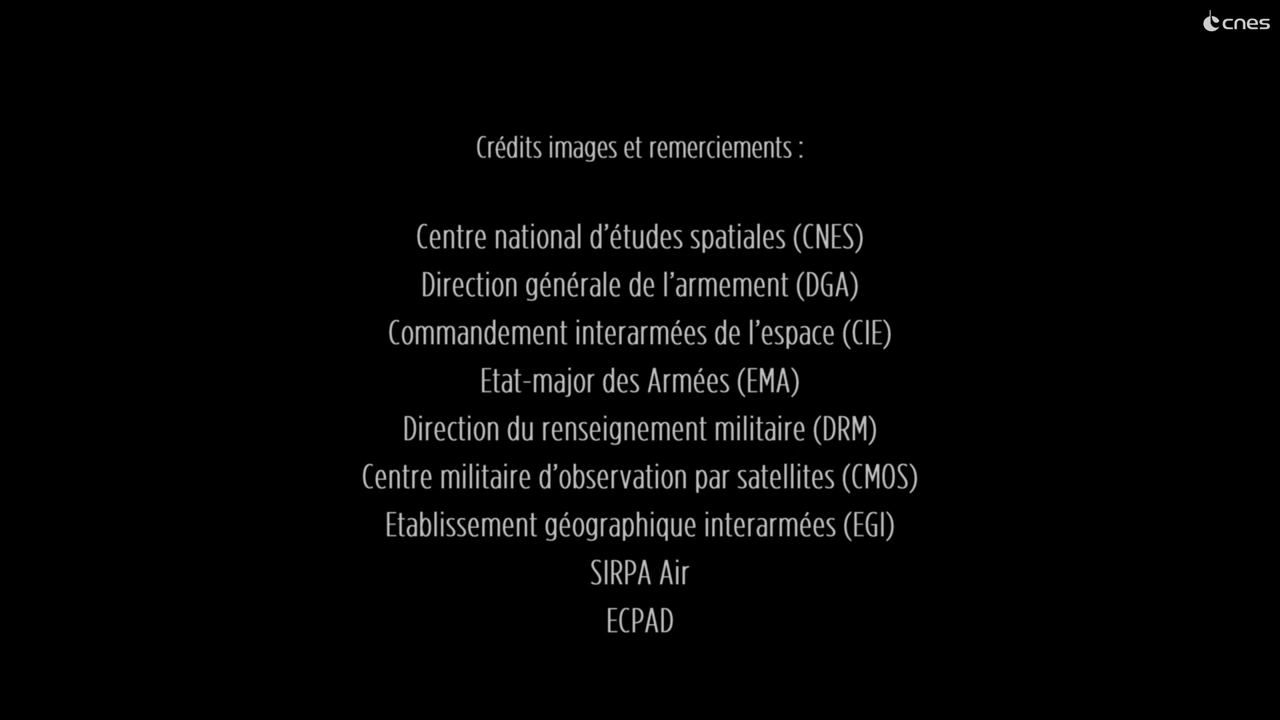 cnes
Crédits images et remerciements :
Centre national d’études spatiales (CNES)
Direction générale de l’armement (DGA)
Commandement interarmées de l’espace (CIE)
Etat-major des Armées (EMA)
Direction du renseignement militaire (DRM)
Centre militaire d’observation par satellites (CMOS)
Etablissement géographique interarmées (EGI)
SIRPA Air
ECPAD